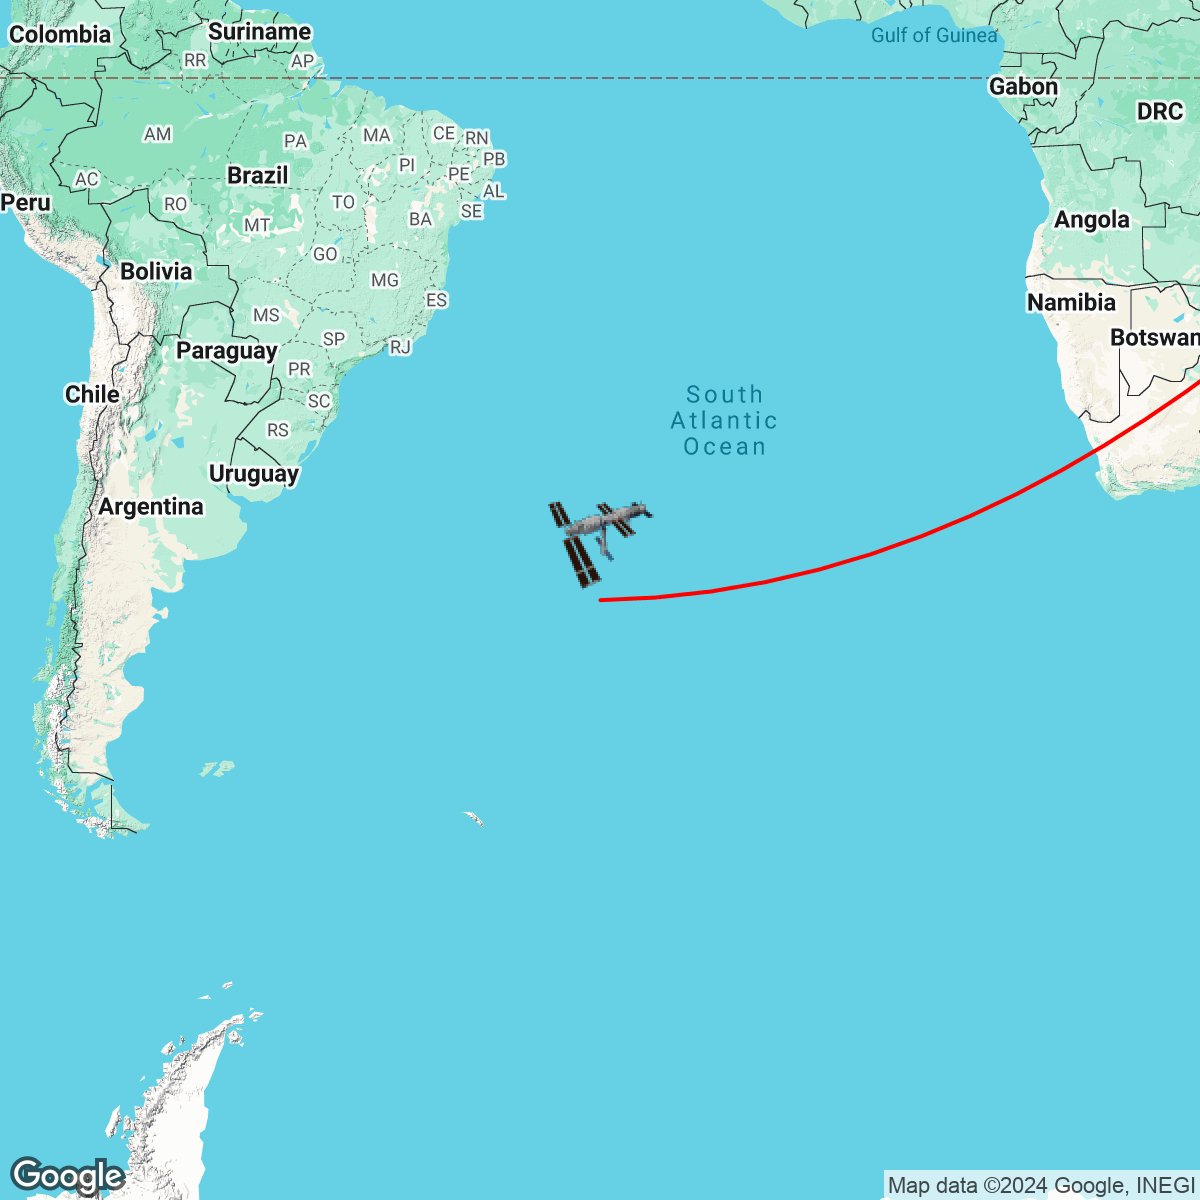 Colombia
Suriname
Gulf of Guinea
RR
AP
Gabon
DRC
AM
PA
MA
CE
RN
PI
PB
Brazil
PE
AC
AL
Peru
RO
TO
SE
BA
MT
Angola
GO
Bolivia
MG
ES
Namibia
MS
SP
Botswan
Paraguay
RJ
PR
Chile
SC
South
Atlantic
Ocean
RS
Uruguay
Argentina
Google
Map data ©2024 Google, INEGI